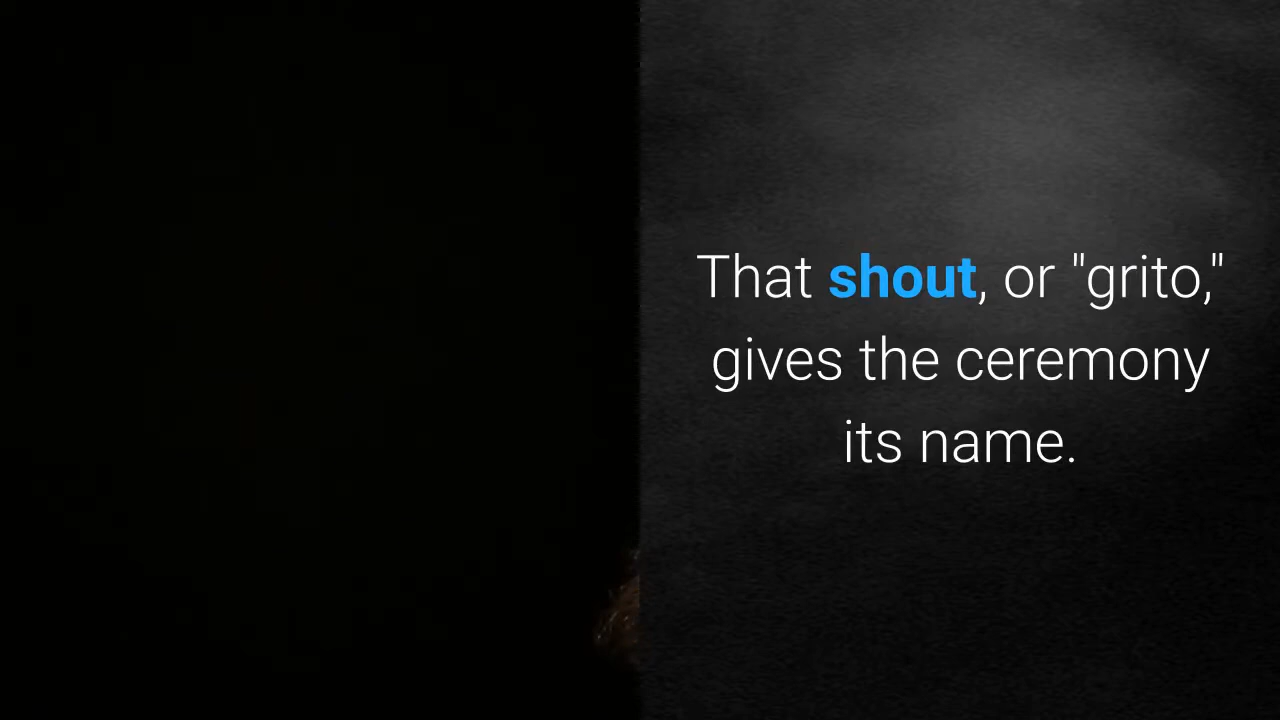 That shout, or "grito,"
gives the ceremony
its name.